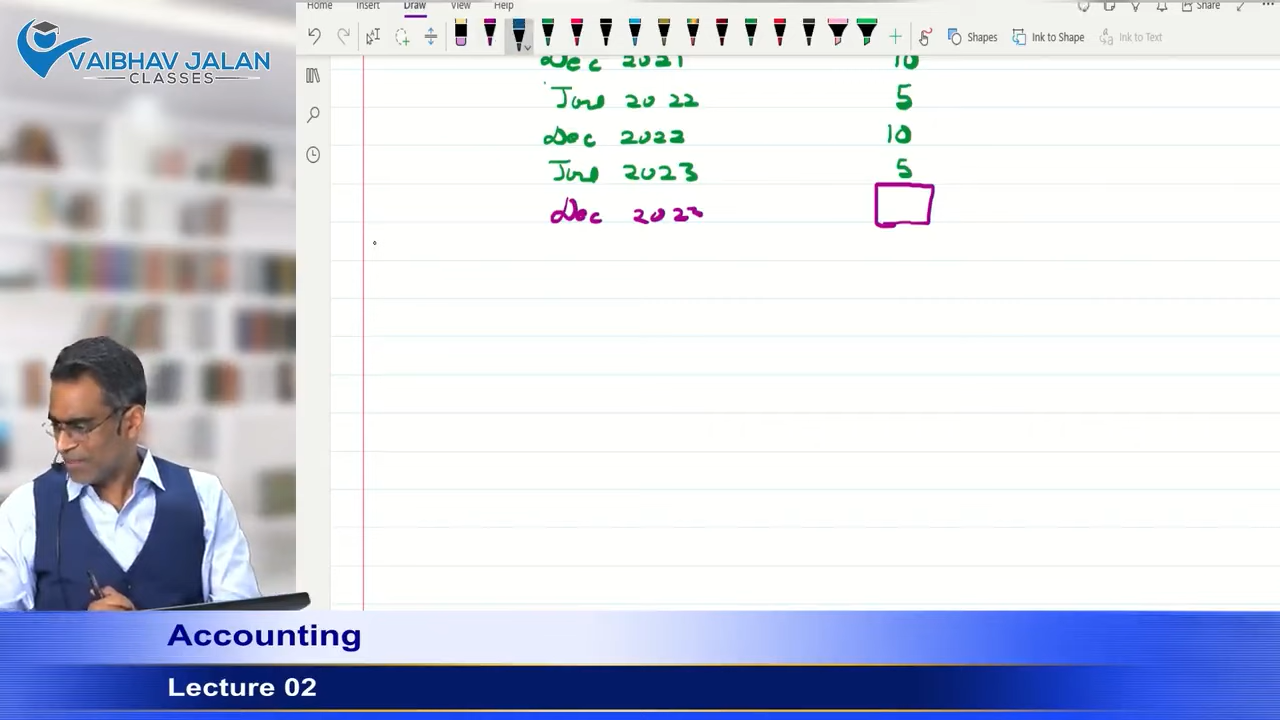 Home Insert Draw View Help Share
Shapes Ink to Shape Ink to Text
VAIBHAV JALAN
CLASSES
Dec 2021 10
June 2022 5
Dec 2022 10
June 2023 5
Dec 2023
Accounting
Lecture 02